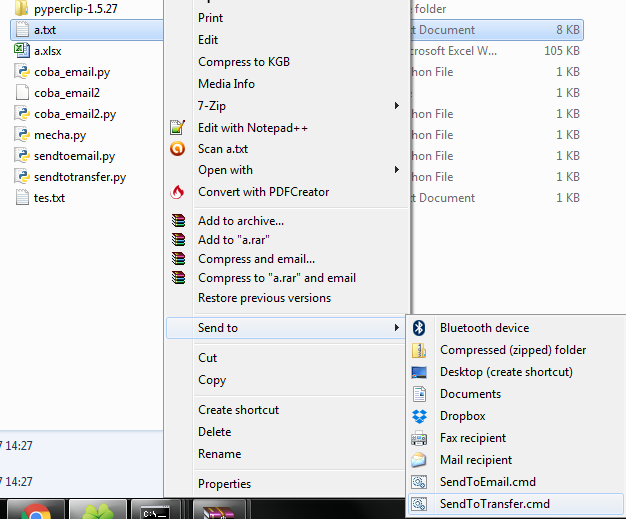 pyperclip-1.5.27
folder
a.txt
t Document
8 KB
a.xlsx
crosoft Excel W...
105 KB
coba_email.py
hon File
1 KB
coba_email2
1 KB
coba_email2.py
hon File
1 KB
mecha.py
hon File
1 KB
sendtoemail.py
hon File
1 KB
sendtotransfer.py
hon File
1 KB
tes.txt
t Document
1 KB
Print
Edit
Compress to KGB
Media Info
7-Zip
Edit with Notepad++
Scan a.txt
Open with
Convert with PDFCreator
Add to archive...
Add to "a.rar"
Compress and email...
Compress to "a.rar" and email
Restore previous versions
Send to
Cut
Copy
Create shortcut
Delete
Rename
Properties
Bluetooth device
Compressed (zipped) folder
Desktop (create shortcut)
Documents
Dropbox
Fax recipient
Mail recipient
SendToEmail.cmd
SendToTransfer.cmd
7 14:27
7 14:27
C:\.